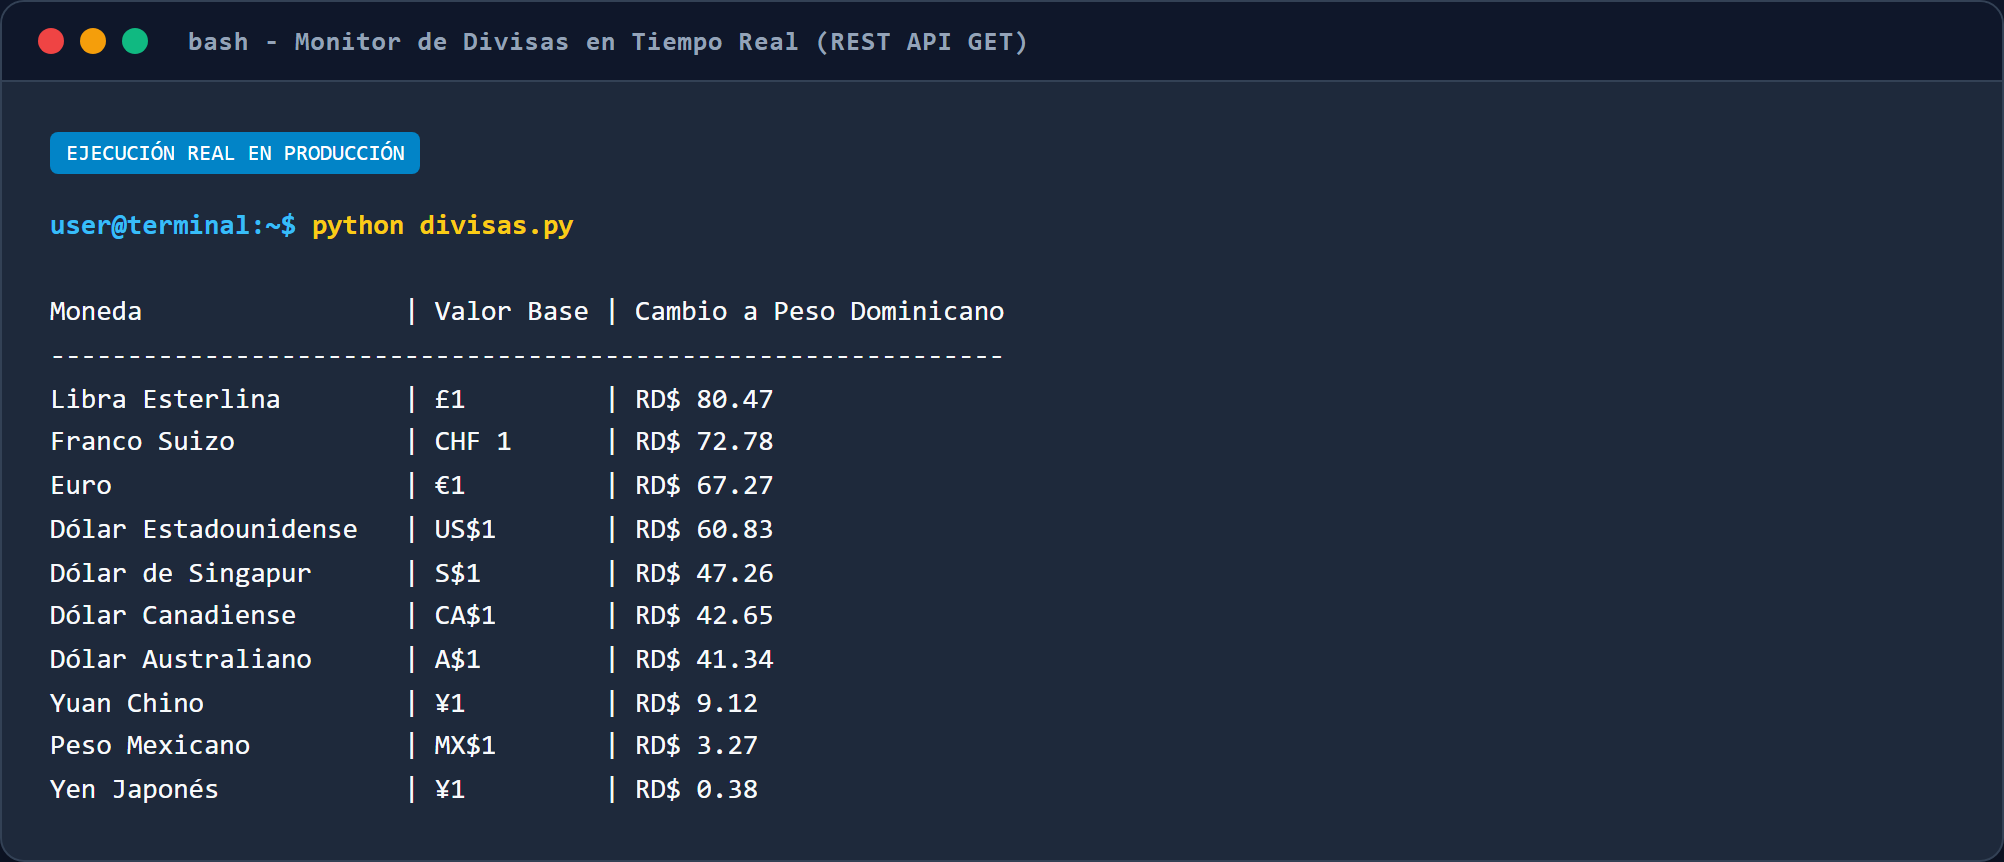 bash - Monitor de Divisas en Tiempo Real (REST API GET)
EJECUCIÓN REAL EN PRODUCCIÓN
user@terminal:~$ python divisas.py
Moneda | Valor Base | Cambio a Peso Dominicano
--------------------------------------------------------------
Libra Esterlina | £1 | RD$ 80.47
Franco Suizo | CHF 1 | RD$ 72.78
Euro | €1 | RD$ 67.27
Dólar Estadounidense | US$1 | RD$ 60.83
Dólar de Singapur | S$1 | RD$ 47.26
Dólar Canadiense | CA$1 | RD$ 42.65
Dólar Australiano | A$1 | RD$ 41.34
Yuan Chino | ¥1 | RD$ 9.12
Peso Mexicano | MX$1 | RD$ 3.27
Yen Japonés | ¥1 | RD$ 0.38